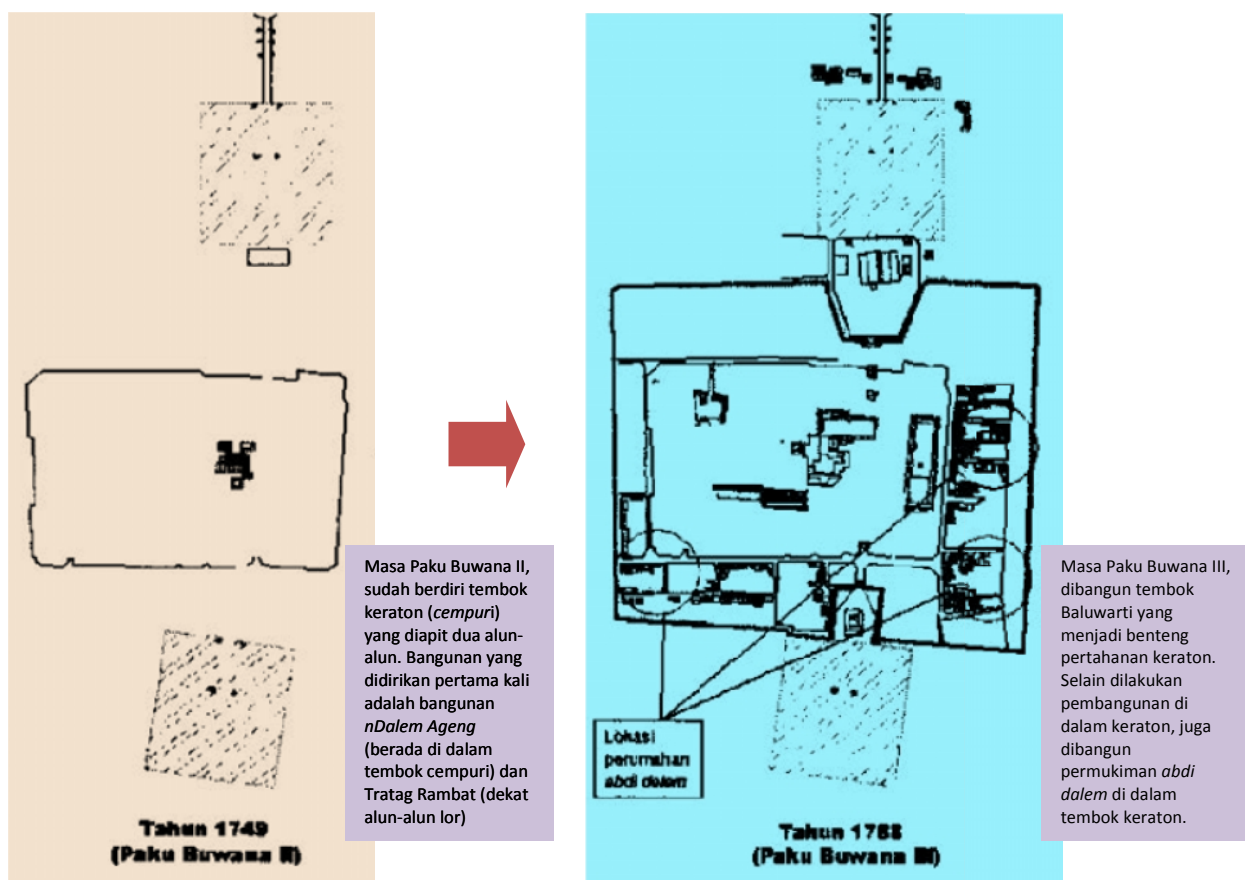 Masa Paku Buwana II,
sudah berdiri tembok
keraton (cempuri)
yang diapit dua alun-
alun. Bangunan yang
didirikan pertama kali
adalah bangunan
nDalem Ageng
(berada di dalam
tembok cempuri) dan
Tratag Rambat (dekat
alun-alun lor)
Tahun 1749
(Paku Buwana II)
Lokasi
perumahan
abdi dalem
Tahun 1768
(Paku Buwana III)
Masa Paku Buwana III,
dibangun tembok
Baluwarti yang
menjadi benteng
pertahanan keraton.
Selain dilakukan
pembangunan di
dalam keraton, juga
dibangun
permukiman abdi
dalem di dalam
tembok keraton.